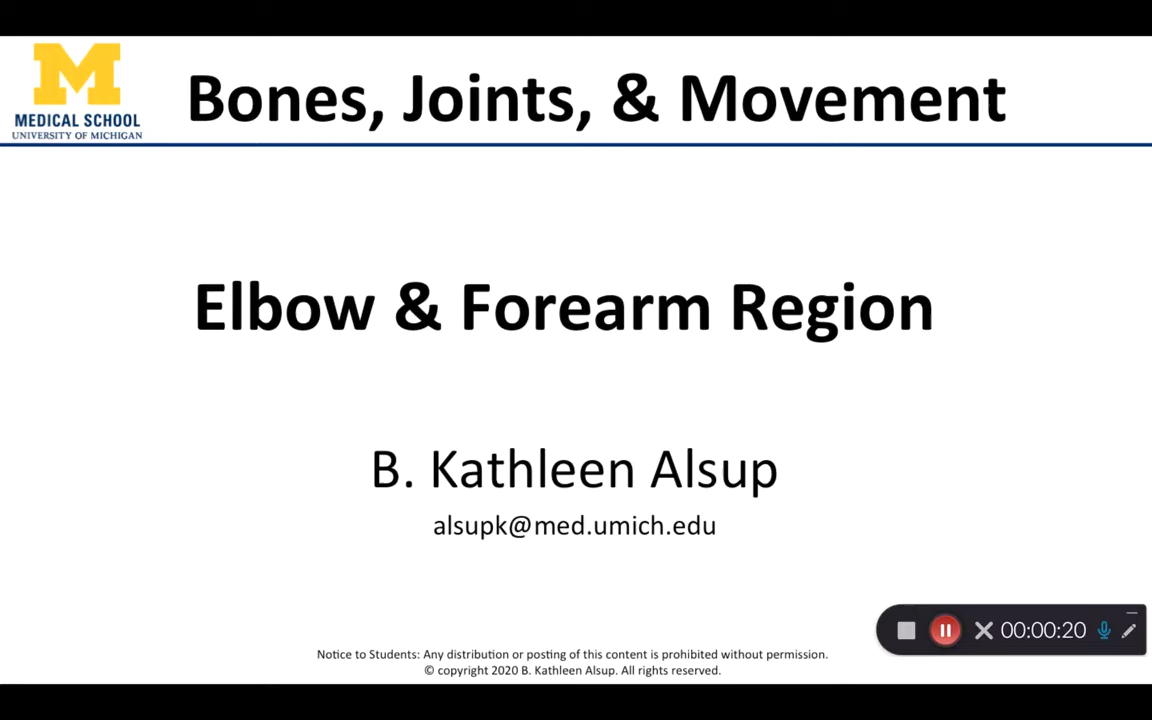 M
MEDICAL SCHOOL
UNIVERSITY OF MICHIGAN
Bones, Joints, & Movement
Elbow & Forearm Region
B. Kathleen Alsup
alsupk@med.umich.edu
00:00:20
Notice to Students: Any distribution or posting of this content is prohibited without permission.
© copyright 2020 B. Kathleen Alsup. All rights reserved.